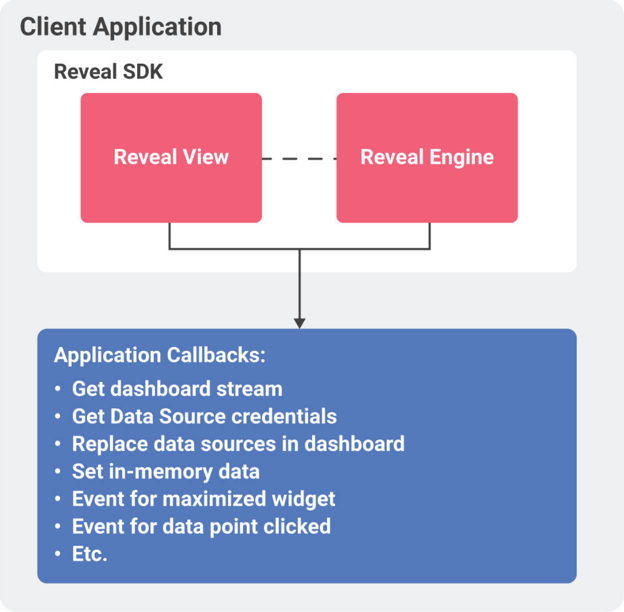 Client Application
Reveal SDK
Reveal View
Reveal Engine
Application Callbacks:
• Get dashboard stream
• Get Data Source credentials
• Replace data sources in dashboard
• Set in-memory data
• Event for maximized widget
• Event for data point clicked
• Etc.